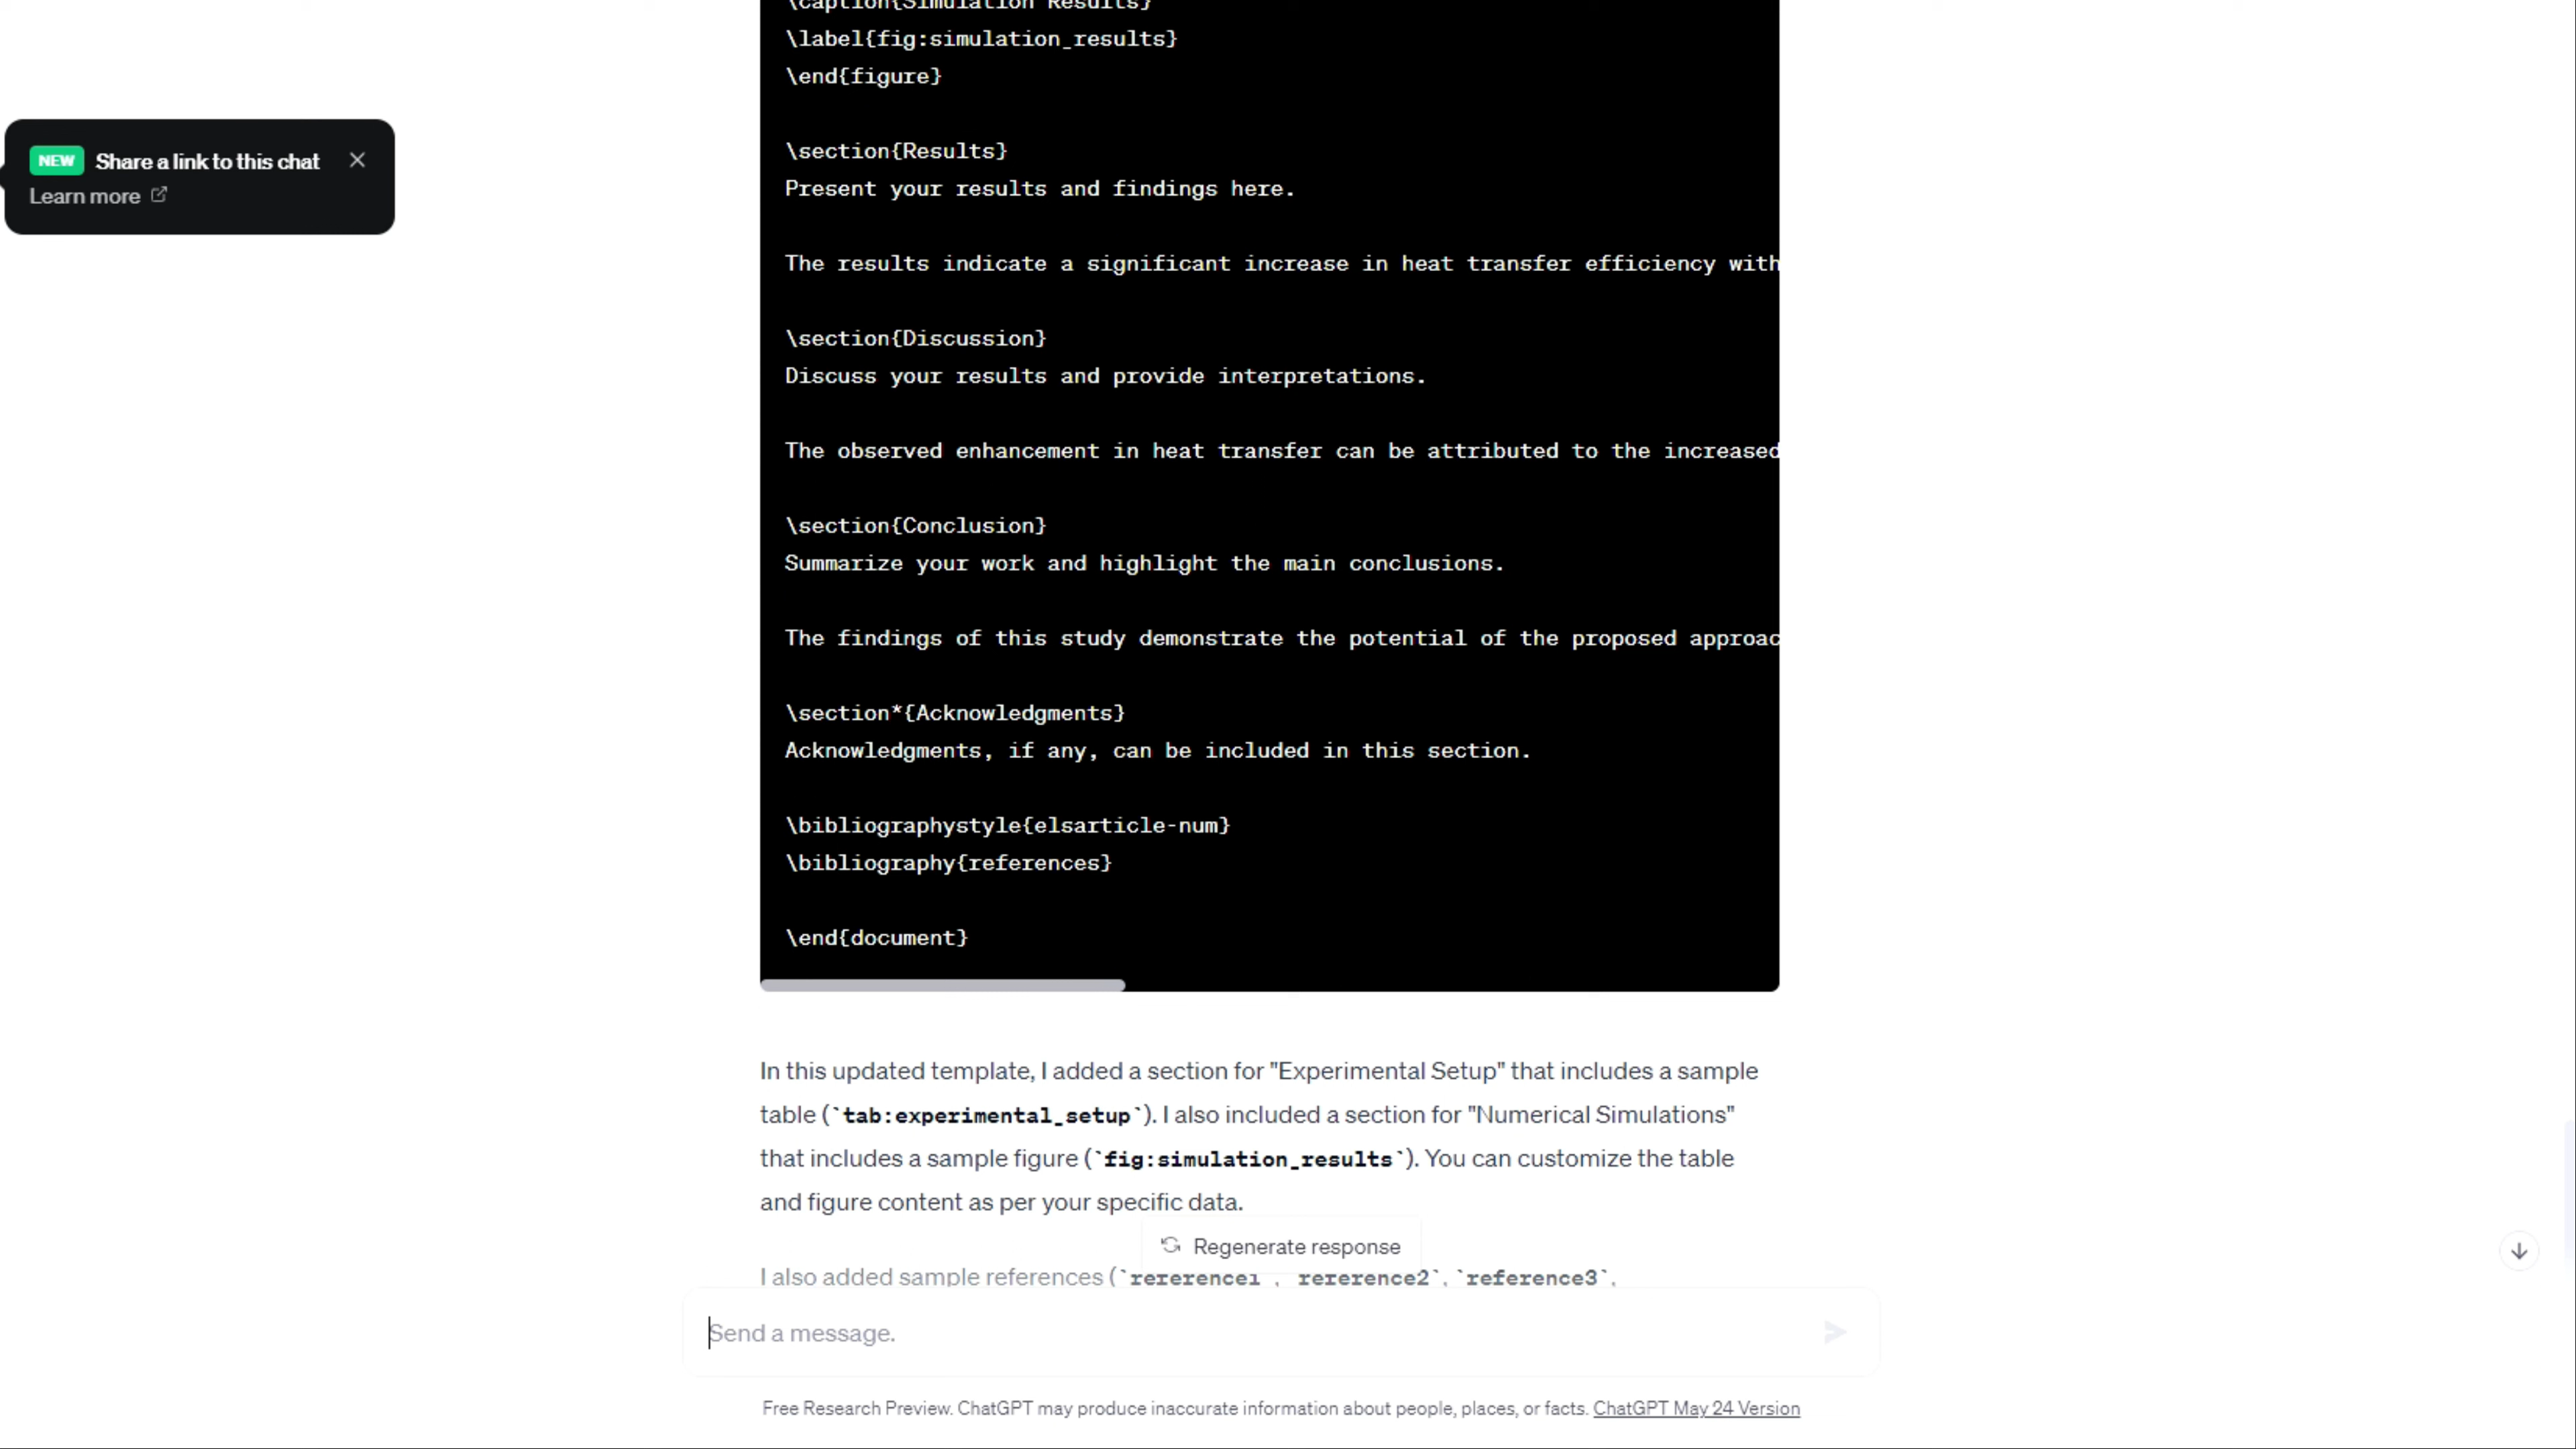 \caption{Simulation Results}
\label{fig:simulation_results}
\end{figure}
NEW Share a link to this chat
Learn more
\section{Results}
Present your results and findings here.
The results indicate a significant increase in heat transfer efficiency with
\section{Discussion}
Discuss your results and provide interpretations.
The observed enhancement in heat transfer can be attributed to the increased
\section{Conclusion}
Summarize your work and highlight the main conclusions.
The findings of this study demonstrate the potential of the proposed approac
\section*{Acknowledgments}
Acknowledgments, if any, can be included in this section.
\bibliographystyle{elsarticle-num}
\bibliography{references}
\end{document}
In this updated template, I added a section for "Experimental Setup" that includes a sample
table (`tab:experimental_setup`). I also included a section for "Numerical Simulations"
that includes a sample figure (`fig:simulation_results`). You can customize the table
and figure content as per your specific data.
Regenerate response
I also added sample references (`reference1`, `reference2`, `reference3`,
Send a message.
Free Research Preview. ChatGPT may produce inaccurate information about people, places, or facts. ChatGPT May 24 Version